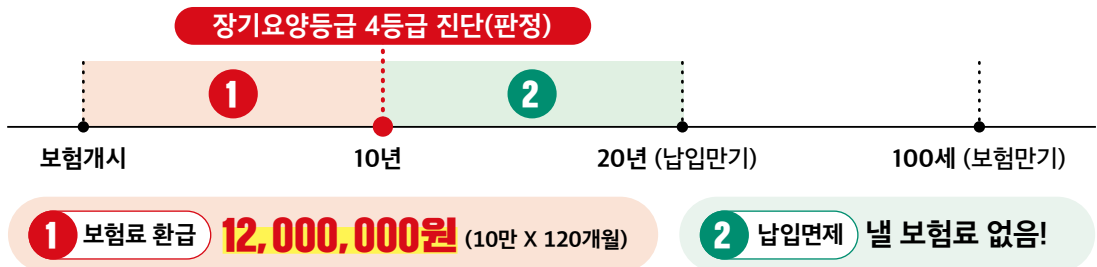 장기요양등급 4등급 진단(판정)
1
2
보험개시
10년
20년 (납입만기)
100세 (보험만기)
1 보험료 환급 12,000,000원 (10만 X 120개월)
2 납입면제 낼 보험료 없음!